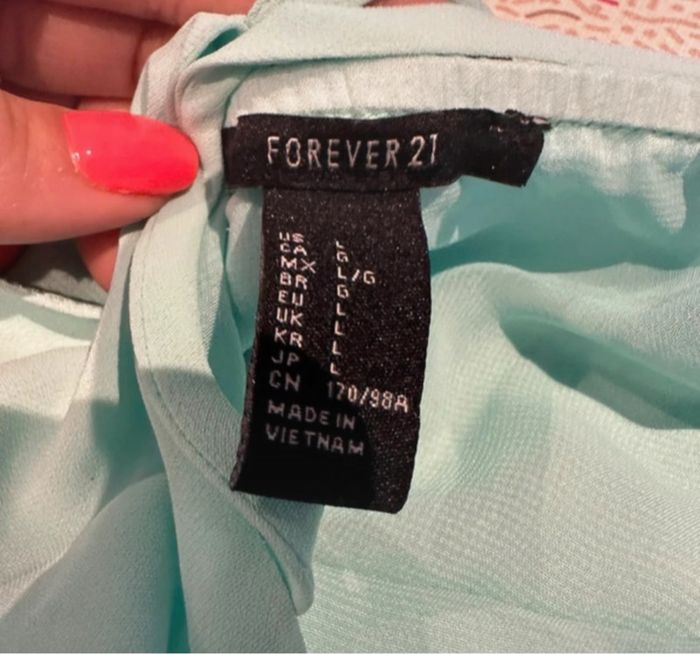 FOREVER 21
US L
CA G
MX L/G
BR G
EU L
UK L
KR L
JP L
CN 170/98A
MADE IN
VIETNAM